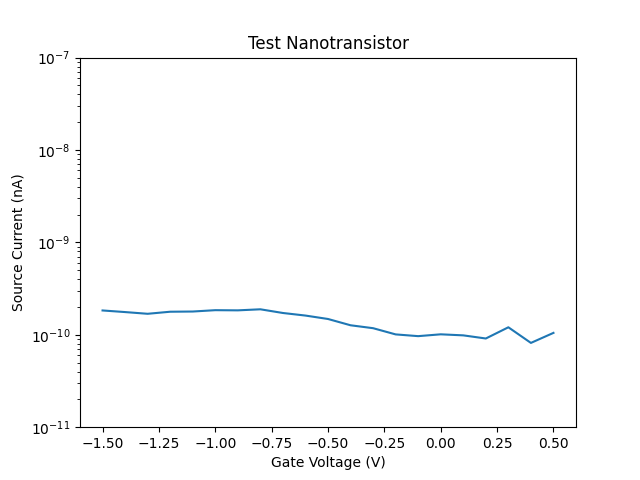 Test Nanotransistor
Source Current (nA)
10⁻⁷
10⁻⁸
10⁻⁹
10⁻¹⁰
10⁻¹¹
−1.50 −1.25 −1.00 −0.75 −0.50 −0.25 0.00 0.25 0.50
Gate Voltage (V)